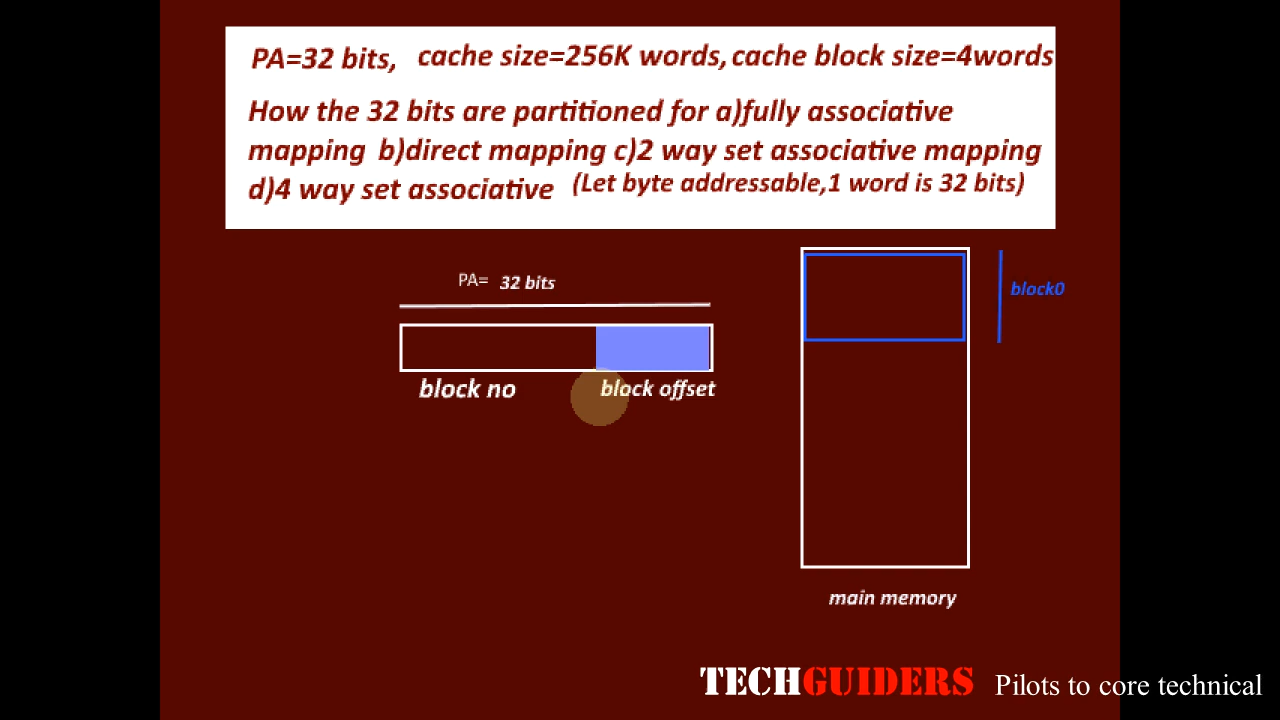 PA=32 bits, cache size=256K words, cache block size=4words
How the 32 bits are partitioned for a)fully associative
mapping b)direct mapping c)2 way set associative mapping
d)4 way set associative (Let byte addressable,1 word is 32 bits)
PA= 32 bits
block0
block no block offset
main memory
TECHGUIDERS Pilots to core technical